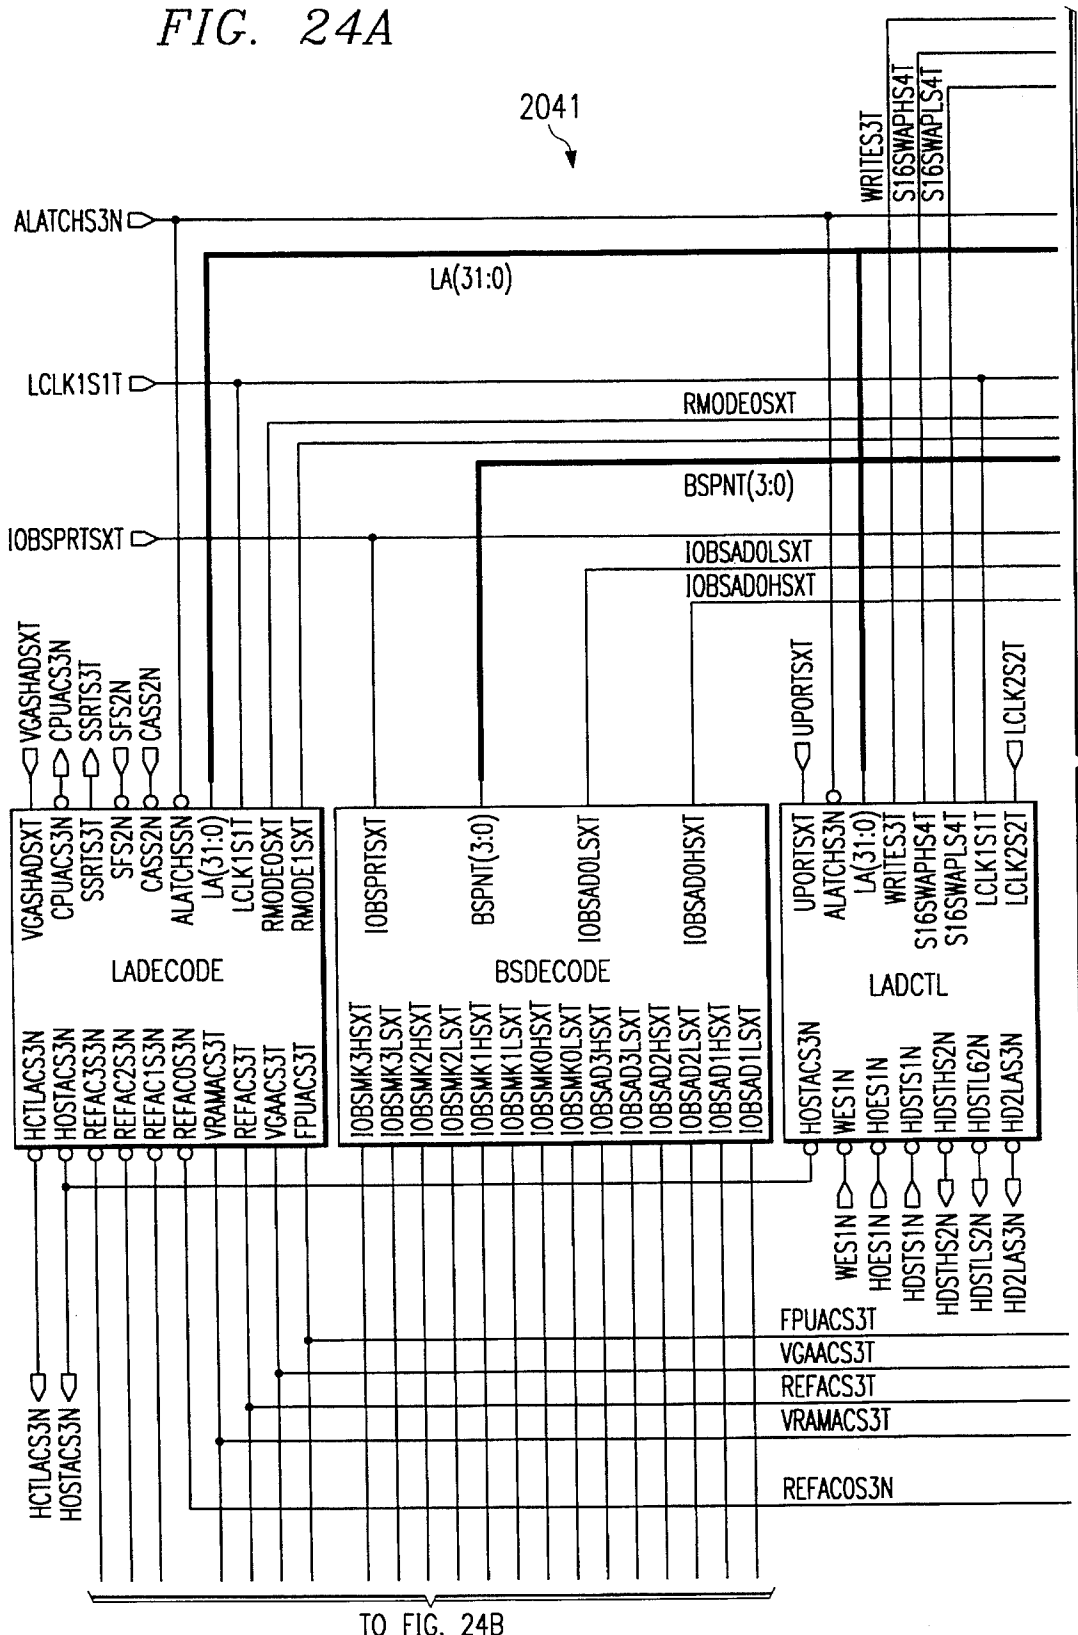 FIG. 24A
2041
WRITES3T
S16SWAPHS4T
S16SWAPLS4T
ALATCHS3N
LA(31:0)
LCLK1S1T
RMODE0SXT
BSPNT(3:0)
IOBSPRTSXT
IOBSAD0LSXT
IOBSAD0HSXT
VGASHADSXT
CPUACS3N
SSRTS3T
SFS2N
CASS2N
UPORTSXT
LCLK2S2T
VGASHADSXT
CPUACS3N
SSRTS3T
SFS2N
CASS2N
ALATCHS5N
LA(31:0)
LCLK1S1T
RMODE0SXT
RMODE1SXT
LADECODE
HCTLACS3N
HOSTACS3N
REFAC3S3N
REFAC2S3N
REFAC1S3N
REFAC0S3N
VRAMACS3T
REFACS3T
VGAACS3T
FPUACS3T
IOBSPRTSXT
BSPNT(3:0)
IOBSAD0LSXT
IOBSAD0HSXT
BSDECODE
IOBSMK3HSXT
IOBSMK3LSXT
IOBSMK2HSXT
IOBSMK2LSXT
IOBSMK1HSXT
IOBSMK1LSXT
IOBSMK0HSXT
IOBSMK0LSXT
IOBSAD3HSXT
IOBSAD3LSXT
IOBSAD2HSXT
IOBSAD2LSXT
IOBSAD1HSXT
IOBSAD1LSXT
UPORTSXT
ALATCHS3N
LA(31:0)
WRITES3T
S16SWAPHS4T
S16SWAPLS4T
LCLK1S1T
LCLK2S2T
LADCTL
HOSTACS3N
WES1N
HOES1N
HDSTS1N
HDSTHS2N
HDSTL62N
HD2LAS3N
WES1N
HOES1N
HDSTS1N
HDSTHS2N
HDSTLS2N
HD2LAS3N
FPUACS3T
VGAACS3T
REFACS3T
VRAMACS3T
REFACOS3N
HCTLACS3N
HOSTACS3N
TO FIG. 24B